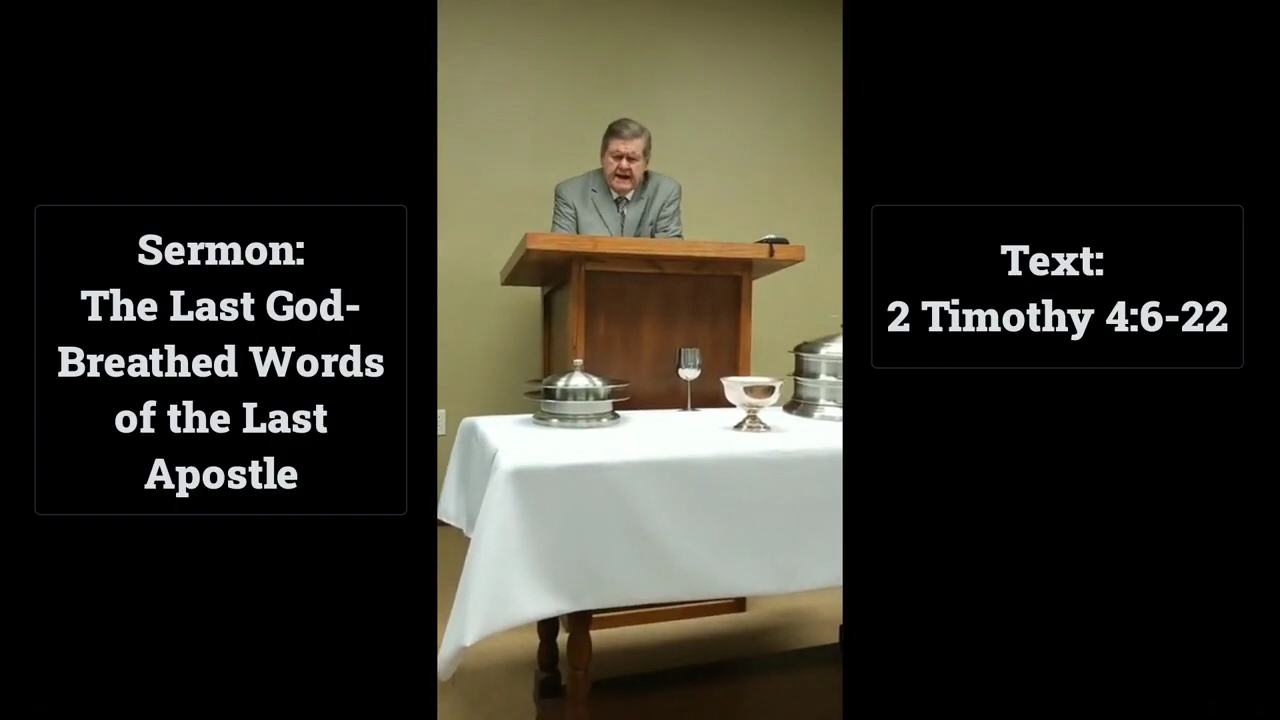 Sermon:
The Last God-
Breathed Words
of the Last
Apostle
Text:
2 Timothy 4:6-22